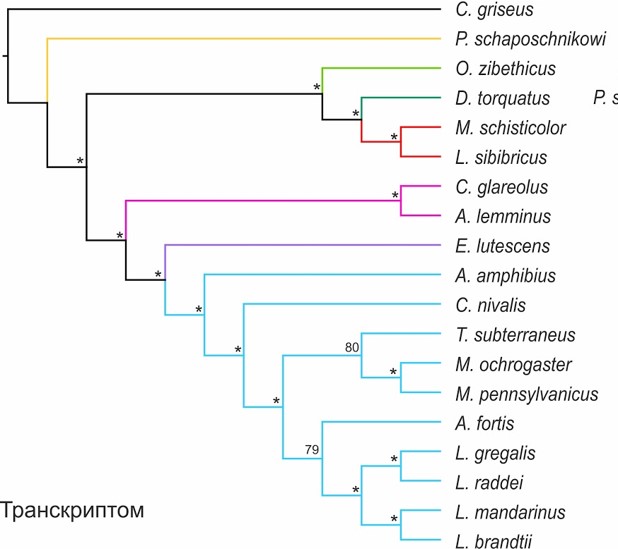 C. griseus
P. schaposchnikowi
*
O. zibethicus
*
D. torquatus
P. s
*
M. schisticolor
*
L. sibibricus
*
C. glareolus
A. lemminus
*
E. lutescens
*
A. amphibius
*
C. nivalis
*
80
T. subterraneus
*
M. ochrogaster
*
M. pennsylvanicus
79
A. fortis
*
L. gregalis
*
L. raddei
*
L. mandarinus
L. brandtii
Транскриптом